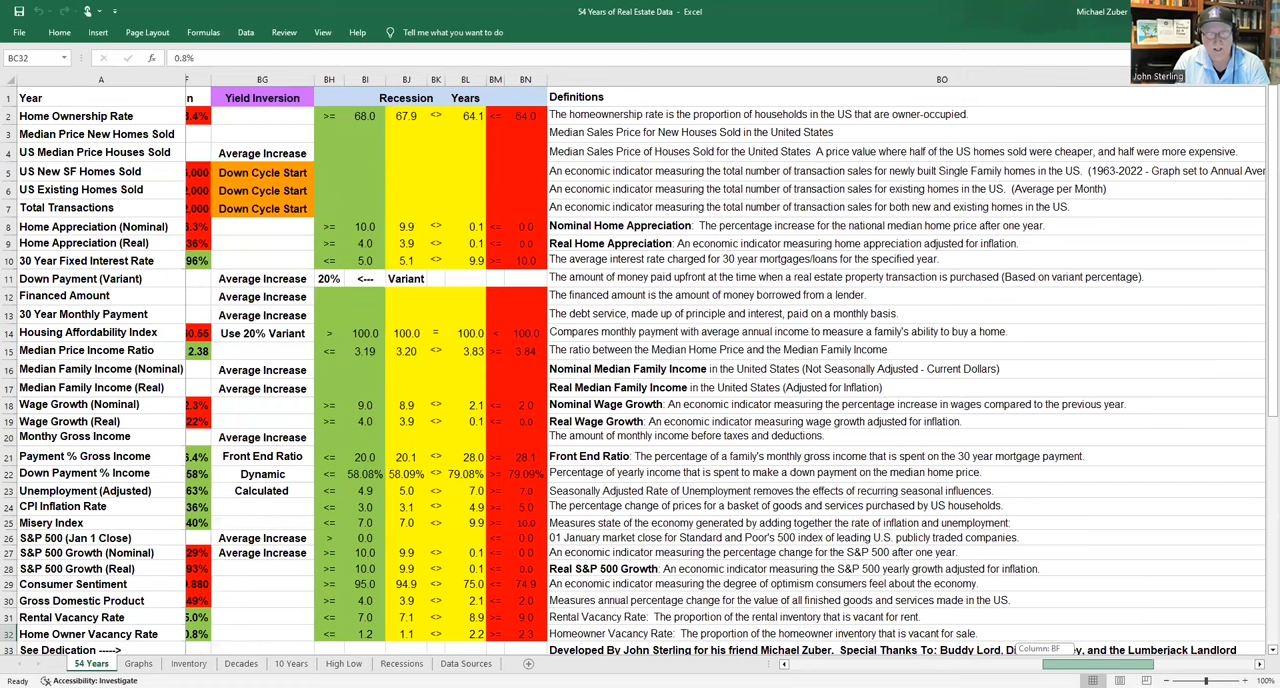 54 Years of Real Estate Data - Excel
Michael Zuber
File Home Insert Page Layout Formulas Data Review View Help Tell me what you want to do
BC32 fx 0.8%
John Sterling
A F BG BH BI BJ BK BL BM BN BO
1 Year n Yield Inversion Recession Years Definitions
2 Home Ownership Rate .4% >= 68.0 67.9 <> 64.1 <= 64.0 The homeownership rate is the proportion of households in the US that are owner-occupied.
3 Median Price New Homes Sold Median Sales Price for New Houses Sold in the United States
4 US Median Price Houses Sold Average Increase Median Sales Price of Houses Sold for the United States A price value where half of the US homes sold were cheaper, and half were more expensive.
5 US New SF Homes Sold ,000 Down Cycle Start An economic indicator measuring the total number of transaction sales for newly built Single Family homes in the US. (1963-2022 - Graph set to Annual Aver
6 US Existing Homes Sold ,000 Down Cycle Start An economic indicator measuring the total number of transaction sales for existing homes in the US. (Average per Month)
7 Total Transactions ,000 Down Cycle Start An economic indicator measuring the total number of transaction sales for both new and existing homes in the US.
8 Home Appreciation (Nominal) .3% >= 10.0 9.9 <> 0.1 <= 0.0 Nominal Home Appreciation: The percentage increase for the national median home price after one year.
9 Home Appreciation (Real) 36% >= 4.0 3.9 <> 0.1 <= 0.0 Real Home Appreciation: An economic indicator measuring home appreciation adjusted for inflation.
10 30 Year Fixed Interest Rate 96% <= 5.0 5.1 <> 9.9 >= 10.0 The average interest rate charged for 30 year mortgages/loans for the specified year.
11 Down Payment (Variant) Average Increase 20% <--- Variant The amount of money paid upfront at the time when a real estate property transaction is purchased (Based on variant percentage).
12 Financed Amount Average Increase The financed amount is the amount of money borrowed from a lender.
13 30 Year Monthly Payment Average Increase The debt service, made up of principle and interest, paid on a monthly basis.
14 Housing Affordability Index 0.55 Use 20% Variant > 100.0 100.0 = 100.0 < 100.0 Compares monthly payment with average annual income to measure a family's ability to buy a home.
15 Median Price Income Ratio 2.38 <= 3.19 3.20 <> 3.83 >= 3.84 The ratio between the Median Home Price and the Median Family Income
16 Median Family Income (Nominal) Average Increase Nominal Median Family Income in the United States (Not Seasonally Adjusted - Current Dollars)
17 Median Family Income (Real) Average Increase Real Median Family Income in the United States (Adjusted for Inflation)
18 Wage Growth (Nominal) 2.3% >= 9.0 8.9 <> 2.1 <= 2.0 Nominal Wage Growth: An economic indicator measuring the percentage increase in wages compared to the previous year.
19 Wage Growth (Real) 22% >= 4.0 3.9 <> 0.1 <= 0.0 Real Wage Growth: An economic indicator measuring wage growth adjusted for inflation.
20 Monthy Gross Income Average Increase The amount of monthly income before taxes and deductions.
21 Payment % Gross Income .4% Front End Ratio <= 20.0 20.1 <> 28.0 >= 28.1 Front End Ratio: The percentage of a family's monthly gross income that is spent on the 30 year mortgage payment.
22 Down Payment % Income 68% Dynamic <= 58.08% 58.09% <> 79.08% >= 79.09% Percentage of yearly income that is spent to make a down payment on the median home price.
23 Unemployment (Adjusted) 63% Calculated <= 4.9 5.0 <> 7.0 >= 7.0 Seasonally Adjusted Rate of Unemployment removes the effects of recurring seasonal influences.
24 CPI Inflation Rate 36% <= 3.0 3.1 <> 4.9 >= 5.0 The percentage change of prices for a basket of goods and services purchased by US households.
25 Misery Index 40% <= 7.0 7.0 <> 9.9 >= 10.0 Measures state of the economy generated by adding together the rate of inflation and unemployment:
26 S&P 500 (Jan 1 Close) Average Increase > 0.0 <= 0.0 01 January market close for Standard and Poor's 500 index of leading U.S. publicly traded companies.
27 S&P 500 Growth (Nominal) 29% Average Increase >= 10.0 9.9 <> 0.1 <= 0.0 An economic indicator measuring the percentage change for the S&P 500 after one year.
28 S&P 500 Growth (Real) 93% >= 10.0 9.9 <> 0.1 <= 0.0 Real S&P 500 Growth: An economic indicator measuring the S&P 500 yearly growth adjusted for inflation.
29 Consumer Sentiment .880 >= 95.0 94.9 <> 75.0 <= 74.9 An economic indicator measuring the degree of optimism consumers feel about the economy.
30 Gross Domestic Product 49% >= 4.0 3.9 <> 2.1 <= 2.0 Measures annual percentage change for the value of all finished goods and services made in the US.
31 Rental Vacancy Rate 5.0% <= 7.0 7.1 <> 8.9 >= 9.0 Rental Vacancy Rate: The proportion of the rental inventory that is vacant for rent.
32 Home Owner Vacancy Rate 0.8% <= 1.2 1.1 <> 2.2 >= 2.3 Homeowner Vacancy Rate: The proportion of the homeowner inventory that is vacant for sale.
33 See Dedication -----> Developed By John Sterling for his friend Michael Zuber. Special Thanks To: Buddy Lord, and the Lumberjack Landlord
Column: BF
54 Years Graphs Inventory Decades 10 Years High Low Recessions Data Sources
Ready Accessibility: Investigate 100%